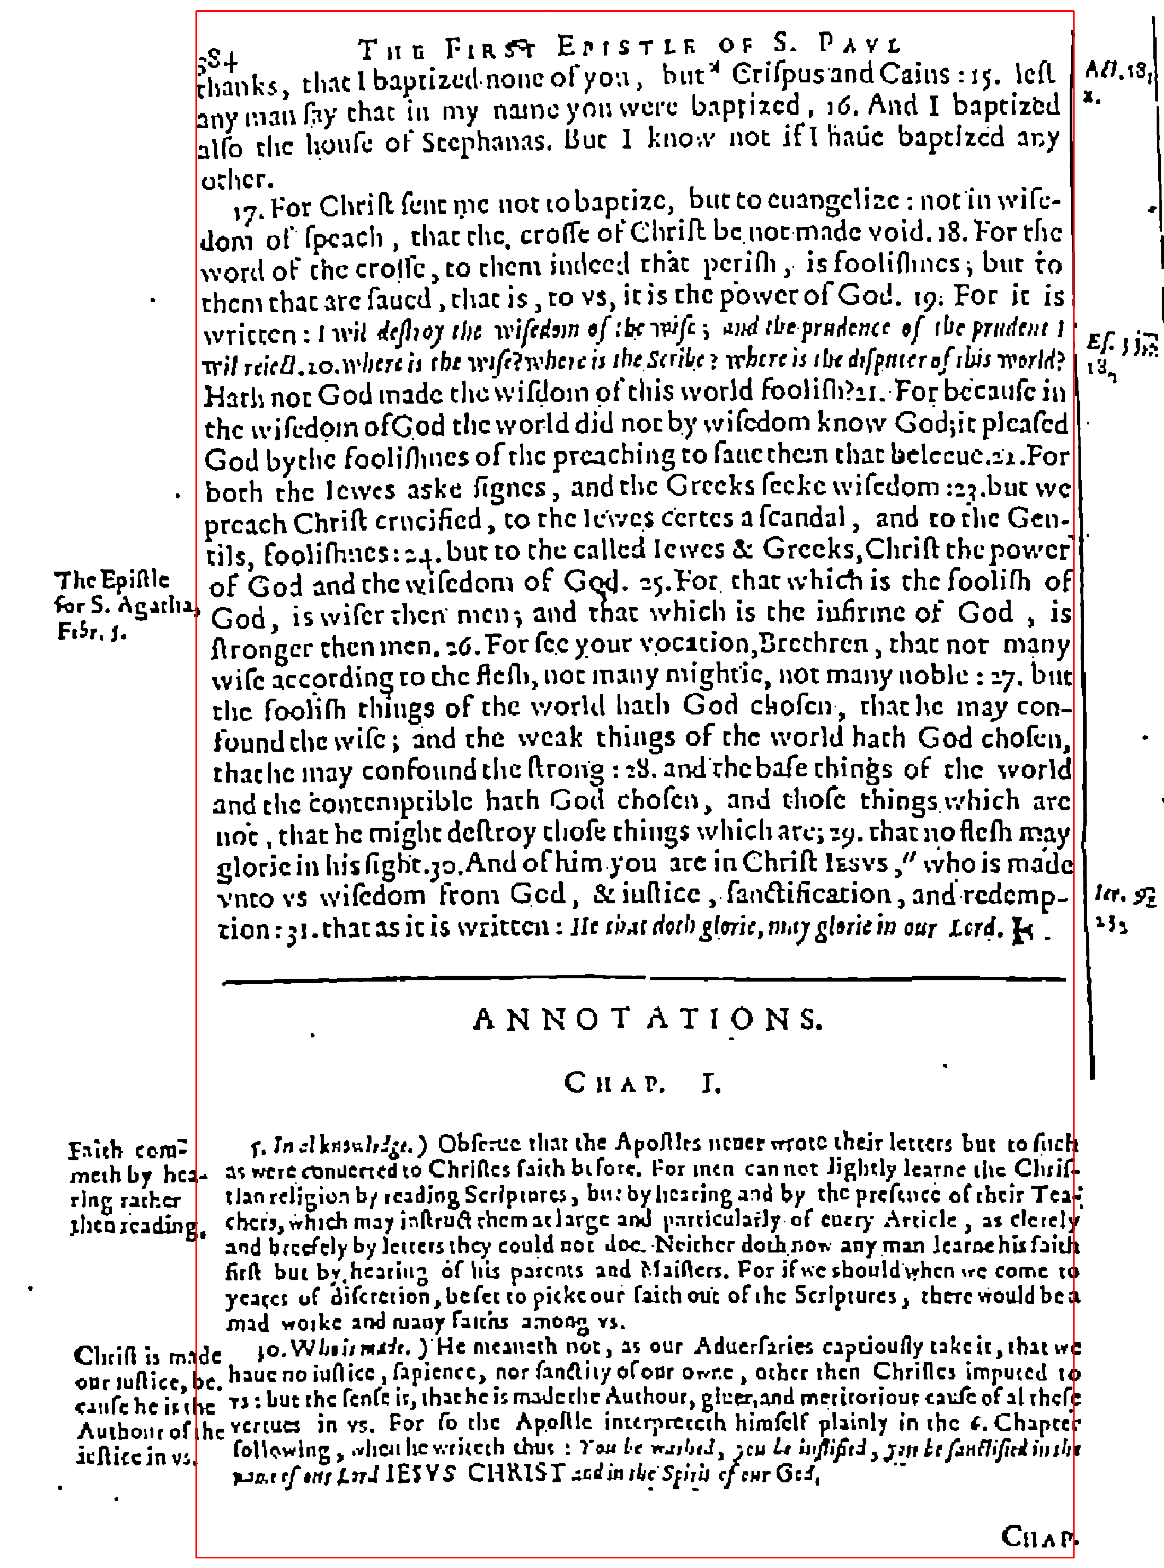 584 THE FIRST EPISTLE OF S. PAVL
thanks, that I baptized none of you, but Crispus and Caius: 15. lest
any man say that in my name you were baptized, 16. And I baptized
also the house of Stephanas. But I know not if I haue baptized any
other.
17. For Christ sent me not to baptize, but to euangelize: not in wise-
dom of speach, that the crosse of Christ be not made void. 18. For the
word of the crosse, to them indeed that perish, is foolishnes; but to
them that are saued, that is, to vs, it is the power of God. 19. For it is
written: I wil destroy the wisedom of the wise; and the prudence of the prudent I
wil reiect. 20. where is the wise? where is the Scribe? where is the disputer of this world?
Hath not God made the wisdom of this world foolish? 21. For because in
the wisedom of God the world did not by wisedom know God; it pleased
God by the foolishnes of the preaching to saue them that beleeue. 22. For
both the Iewes aske signes, and the Greeks seeke wisedom: 23. but we
preach Christ crucified, to the Iewes certes a scandal, and to the Gen-
tils, foolishnes: 24. but to the called Iewes & Greeks, Christ the power
of God and the wisedom of God. 25. For that which is the foolish of
God, is wiser then men; and that which is the infirme of God, is
stronger then men. 26. For see your vocation, Brethren, that not many
wise according to the flesh, not many mightie, not many noble: 27. but
the foolish things of the world hath God chosen, that he may con-
found the wise; and the weak things of the world hath God chosen,
that he may confound the strong: 28. and the base things of the world
and the contemptible hath God chosen, and those things which are
not, that he might destroy those things which are; 29. that no flesh may
glorie in his sight. 30. And of him you are in Christ IESVS, " who is made
vnto vs wisedom from God, & iustice, sanctification, and redemp-
tion: 31. that as it is written: He that doth glorie, may glorie in our Lord.
Act. 18,
Es.
18,
Ier. 9,
23,
The Epistle
for S. Agatha,
Febr. 5.
ANNOTATIONS.
CHAP. I.
5. In al knowledge.) Obserue that the Apostles neuer wrote their letters but to such
as were conuerted to Christes faith before. For men can not lightly learne the Chris-
tian religion by reading Scriptures, but by hearing and by the presence of their Tea-
chers, which may instruct them at large and particularly of euery Article, as clerely
and breefely by letters they could not doe. Neither doth now any man learne his faith
first but by hearing of his parents and Maisters. For if we should when we come to
yeares of discretion, be set to picke our faith out of the Scriptures, there would be a
mad worke and many faiths among vs.
30. Who is made.) He meaneth not, as our Aduersaries captiously take it, that we
haue no iustice, sapience, nor sanctity of our owne, other then Christes imputed to
vs: but the sense is, that he is made the Authour, giuer, and meritorious cause of al these
vertues in vs. For so the Apostle interpreteth himself plainly in the 6. Chapter
following, when he writeth thus: You be washed, you be iustified, you be sanctified in the
name of our Lord IESVS CHRIST and in the Spirit of our God.
Faith com-
meth by hea-
ring rather
then reading.
Christ is made
our iustice, be-
cause he is the
Authour of the
iustice in vs.
CHAP.